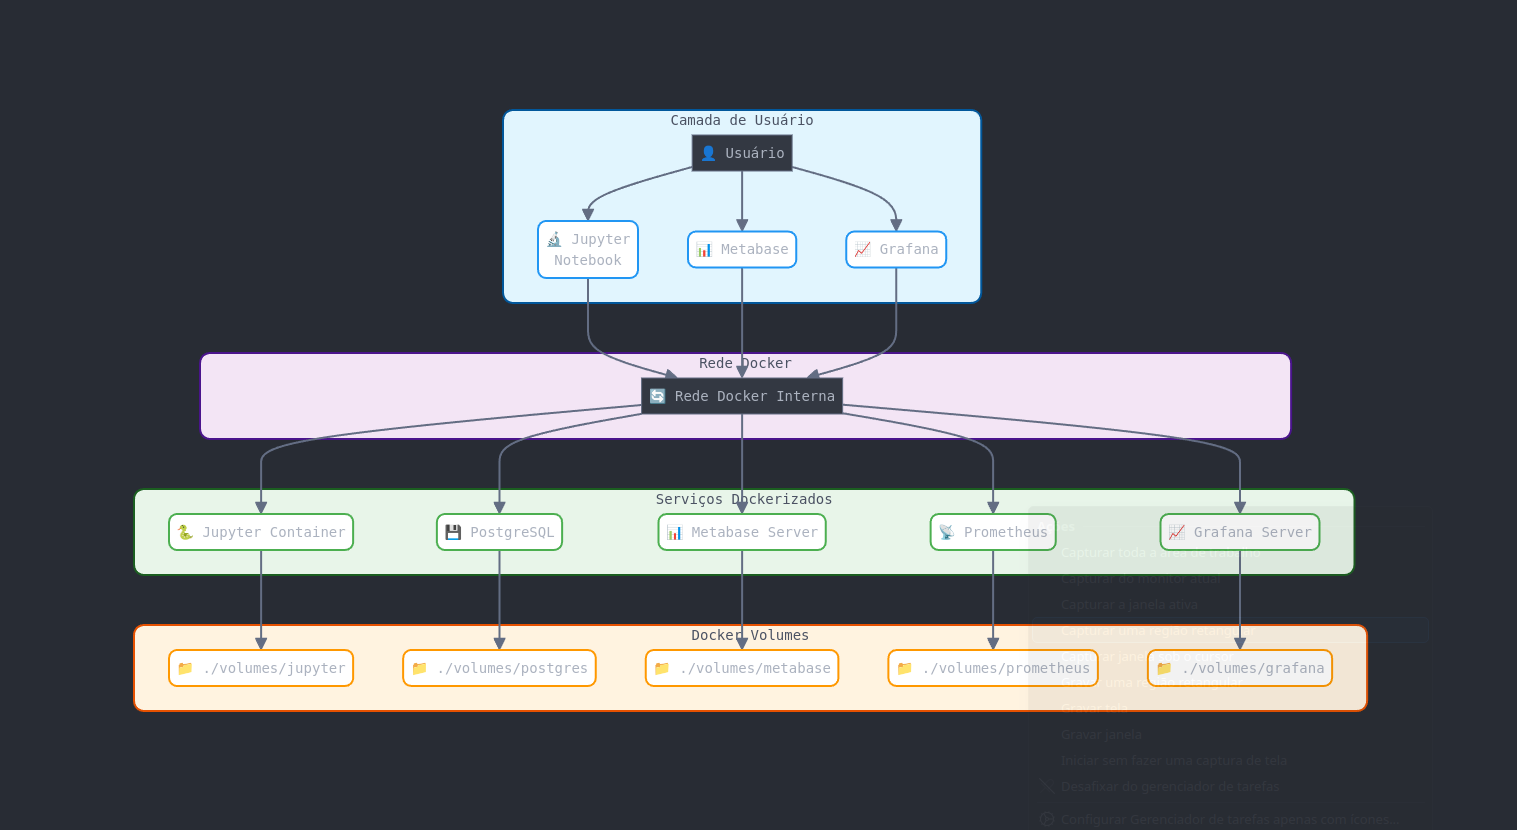 Camada de Usuário
👤 Usuário
🔬 Jupyter
Notebook
📊 Metabase
📈 Grafana
Rede Docker
🔄 Rede Docker Interna
Serviços Dockerizados
🐍 Jupyter Container
💾 PostgreSQL
📊 Metabase Server
📡 Prometheus
📈 Grafana Server
Docker Volumes
📁 ./volumes/jupyter
📁 ./volumes/postgres
📁 ./volumes/metabase
📁 ./volumes/prometheus
📁 ./volumes/grafana
Capturar toda a área de trabalho
Capturar do monitor atual
Capturar a janela ativa
Capturar uma região retangular
Capturar janela sob o cursor
Gravar uma região retangular
Gravar tela
Gravar janela
Iniciar sem fazer uma captura de tela
Desafixar do gerenciador de tarefas
Configurar Gerenciador de tarefas apenas com ícones...